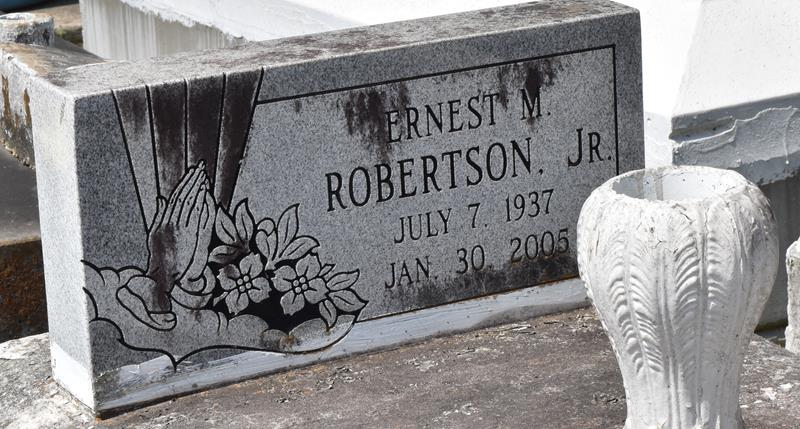 ERNEST M.
ROBERTSON, JR.
JULY 7, 1937
JAN. 30, 2005